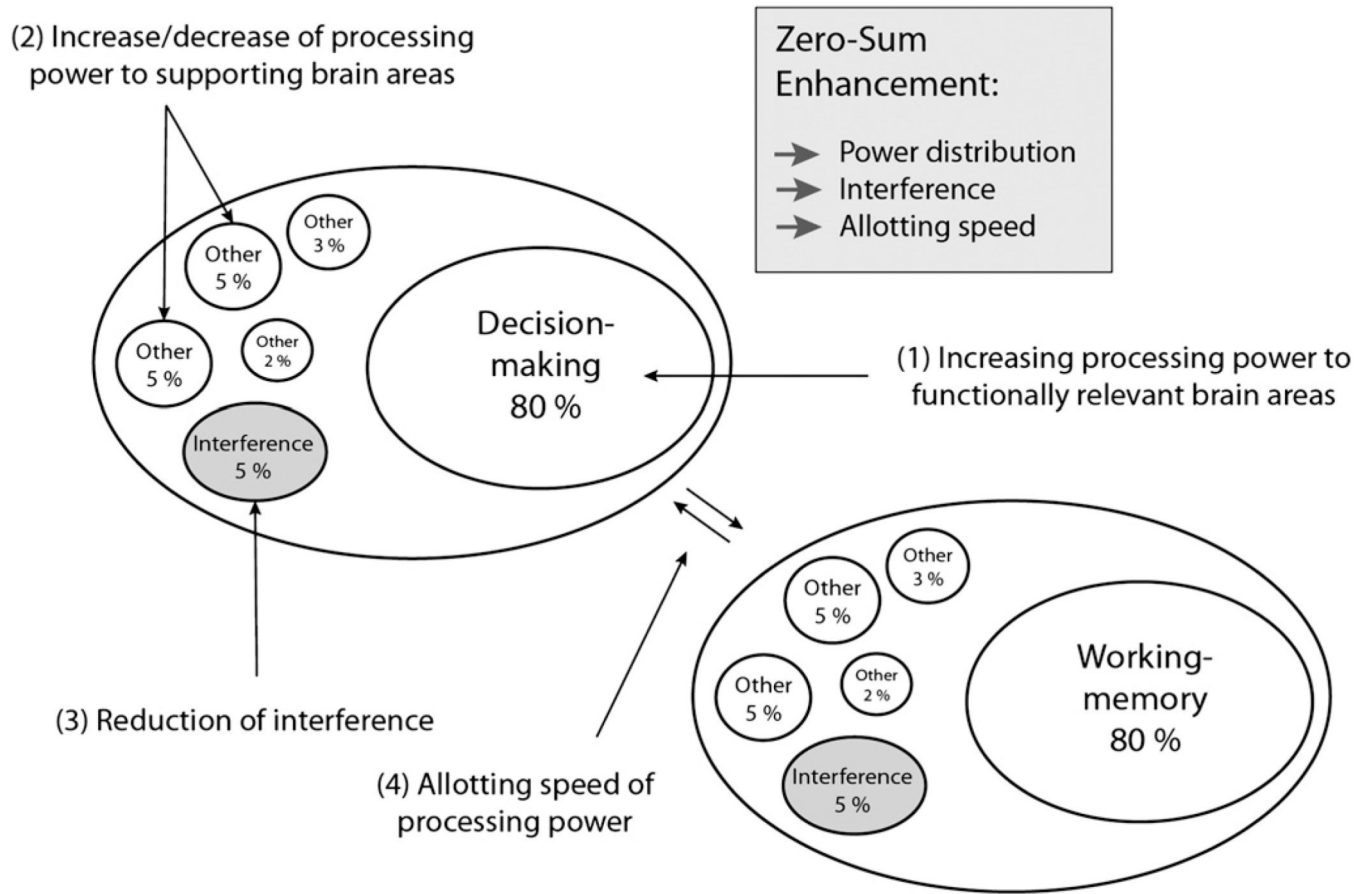 (2) Increase/decrease of processing
power to supporting brain areas
Zero-Sum
Enhancement:
Power distribution
Interference
Allotting speed
Other
3 %
Other
5 %
Other
5 %
Other
2 %
Interference
5 %
Decision-
making
80 %
(1) Increasing processing power to
functionally relevant brain areas
(3) Reduction of interference
(4) Allotting speed of
processing power
Other
3 %
Other
5 %
Other
5 %
Other
2 %
Interference
5 %
Working-
memory
80 %